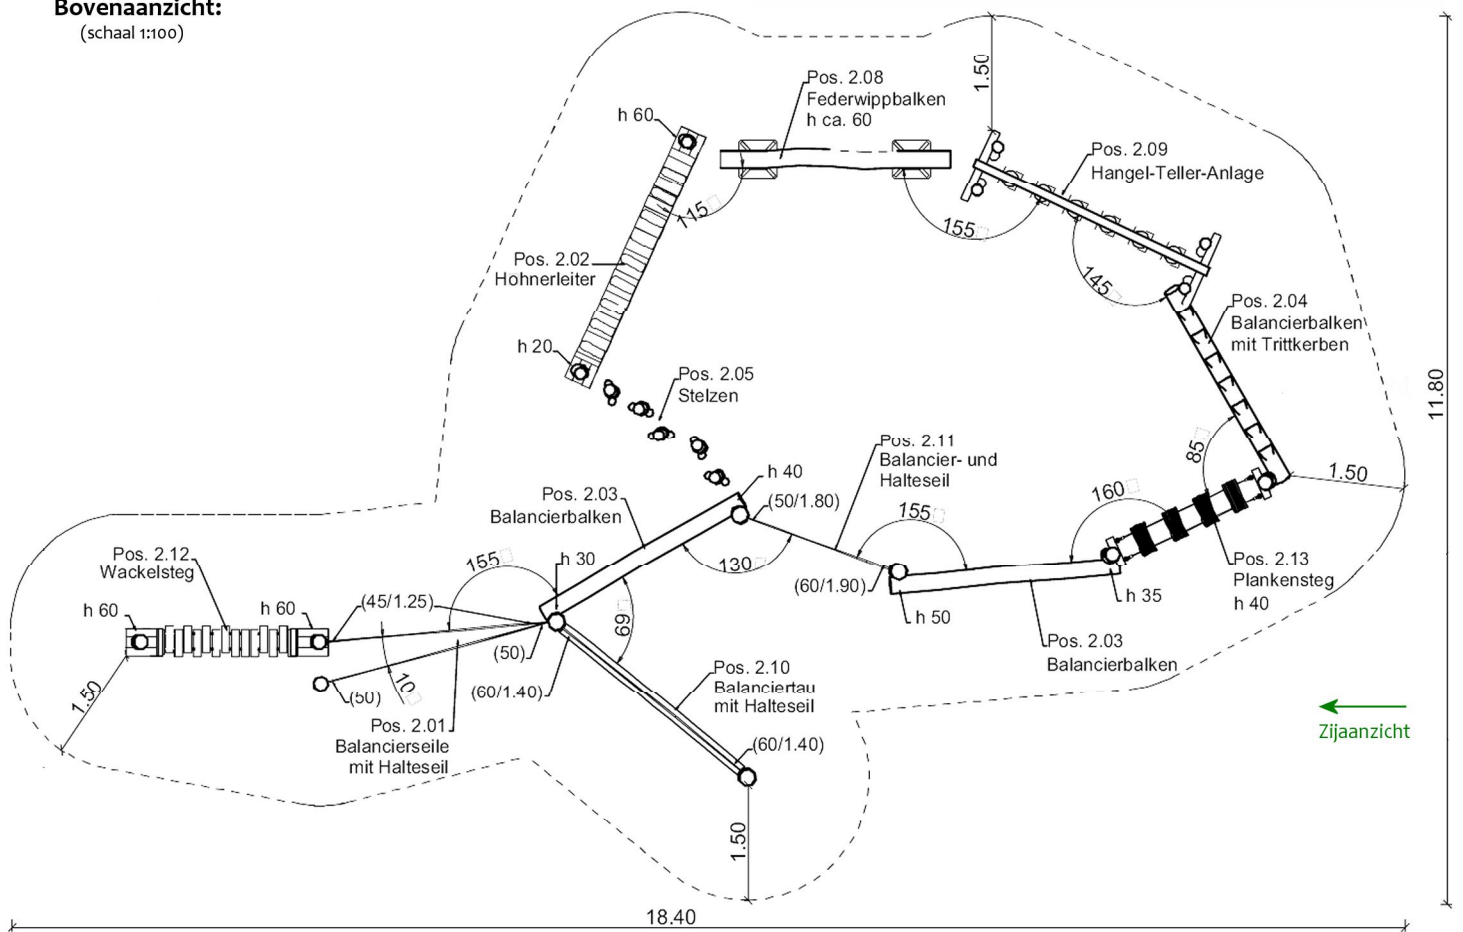 Bovenaanzicht:
(schaal 1:100)
Pos. 2.08
Federwippbalken
h ca. 60
h 60
1.50
Pos. 2.09
Hangel-Teller-Anlage
115
155
Pos. 2.02
Hohnerleiter
145
Pos. 2.04
Balancierbalken
mit Trittkerben
h 20
Pos. 2.05
Stelzen
11.80
Pos. 2.11
Balancier- und
Halteseil
85
h 40
(50/1.80)
1.50
Pos. 2.03
Balancierbalken
160
155
Pos. 2.12
Wackelsteg
155
h 30
130
(60/1.90)
Pos. 2.13
Plankensteg
h 40
h 60
h 60
(45/1.25)
h 35
h 50
69
(50)
Pos. 2.03
Balancierbalken
1.50
10
(50)
(60/1.40)
Pos. 2.10
Balanciertau
mit Halteseil
Pos. 2.01
Balancierseile
mit Halteseil
(60/1.40)
Zijaanzicht
1.50
18.40